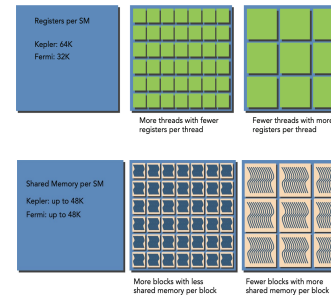 Registers per SM
Kepler: 64K
Fermi: 32K
More threads with fewer
registers per thread
Fewer threads with more
registers per thread
Shared Memory per SM
Kepler: up to 48K
Fermi: up to 48K
More blocks with less
shared memory per block
Fewer blocks with more
shared memory per block